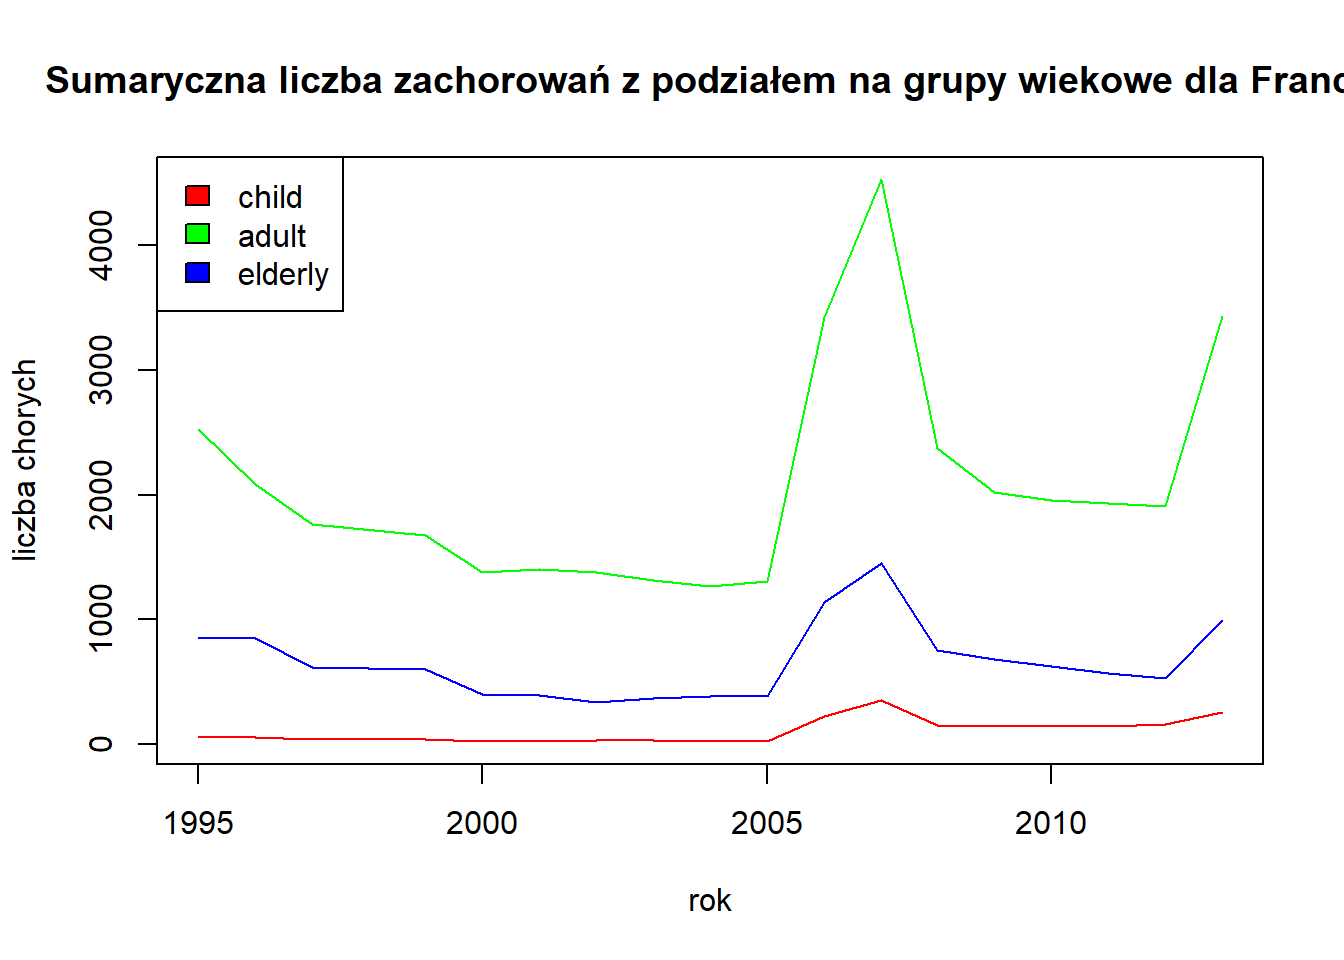 Sumaryczna liczba zachorowań z podziałem na grupy wiekowe dla Franc
child
adult
elderly
liczba chorych
4000
3000
2000
1000
0
1995 2000 2005 2010
rok